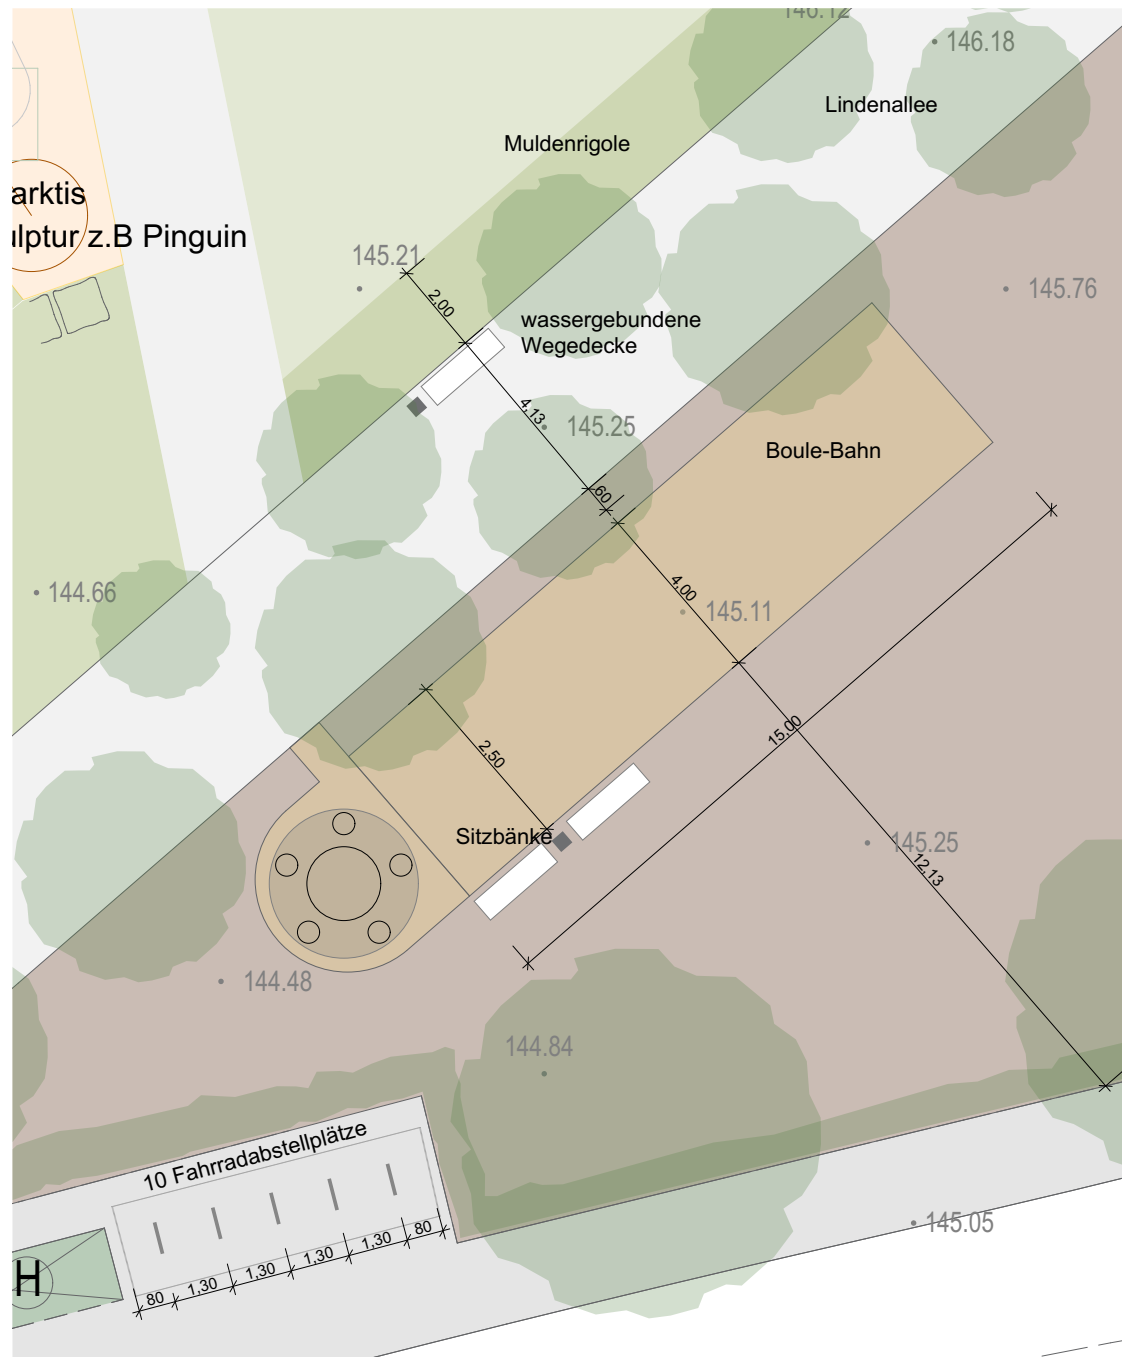 146.12
146.18
Lindenallee
Muldenrigole
arktis
ulptur z.B Pinguin
145.21
145.76
2,00
wassergebundene
Wegedecke
4,13
145.25
Boule-Bahn
60
4,00
144.66
145.11
15,00
2,50
Sitzbänke
145.25
12,13
144.48
144.84
10 Fahrradabstellplätze
145.05
80
1,30
1,30
1,30
1,30
80
H